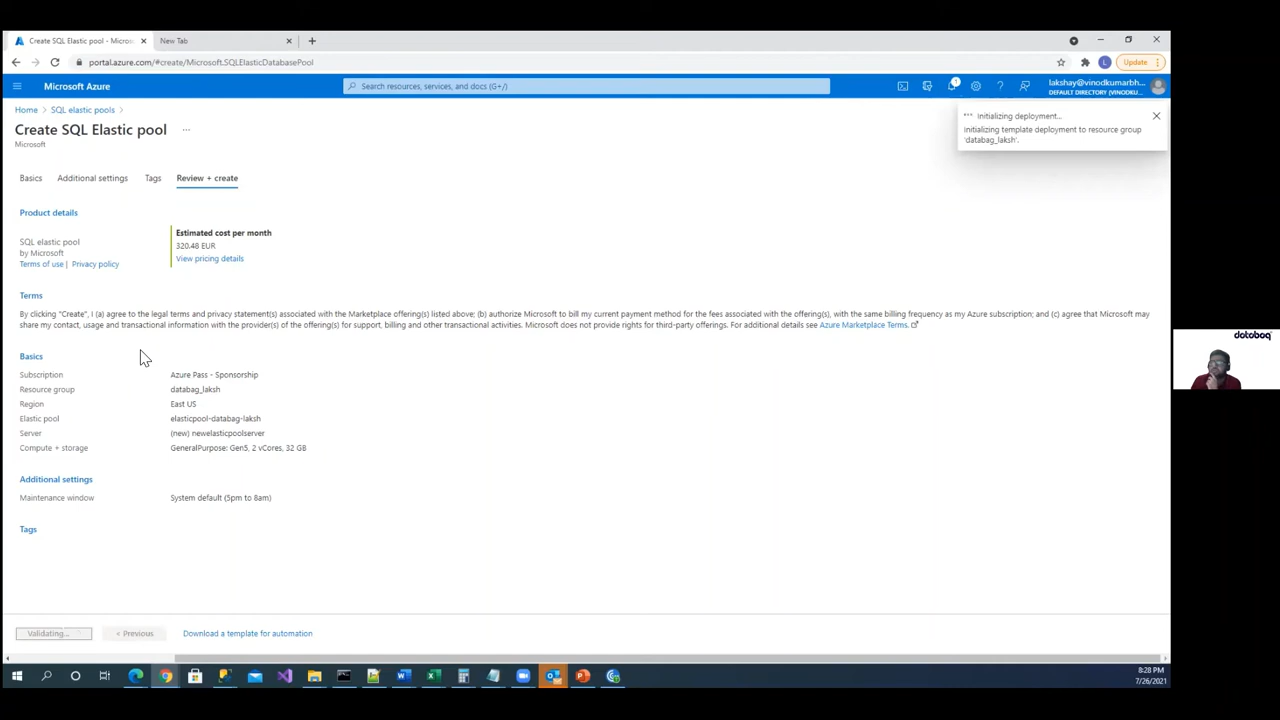 Create SQL Elastic pool - Micros
New Tab
portal.azure.com/#create/Microsoft.SQLElasticDatabasePool
L
Update
Microsoft Azure
Search resources, services, and docs (G+/)
1
lakshay@vinodkumarbh...
DEFAULT DIRECTORY (VINODKU...
Home > SQL elastic pools >
Create SQL Elastic pool ...
Microsoft
Initializing deployment...
Initializing template deployment to resource group
'databag_laksh'.
Basics Additional settings Tags Review + create
Product details
SQL elastic pool
by Microsoft
Terms of use | Privacy policy
Estimated cost per month
320.48 EUR
View pricing details
Terms
By clicking "Create", I (a) agree to the legal terms and privacy statement(s) associated with the Marketplace offering(s) listed above; (b) authorize Microsoft to bill my current payment method for the fees associated with the offering(s), with the same billing frequency as my Azure subscription; and (c) agree that Microsoft may
share my contact, usage and transactional information with the provider(s) of the offering(s) for support, billing and other transactional activities. Microsoft does not provide rights for third-party offerings. For additional details see Azure Marketplace Terms.
Basics
Subscription Azure Pass - Sponsorship
Resource group databag_laksh
Region East US
Elastic pool elasticpool-databag-laksh
Server (new) newelasticpoolserver
Compute + storage GeneralPurpose: Gen5, 2 vCores, 32 GB
Additional settings
Maintenance window System default (5pm to 8am)
Tags
Validating...
< Previous
Download a template for automation
8:28 PM
7/26/2021
databag